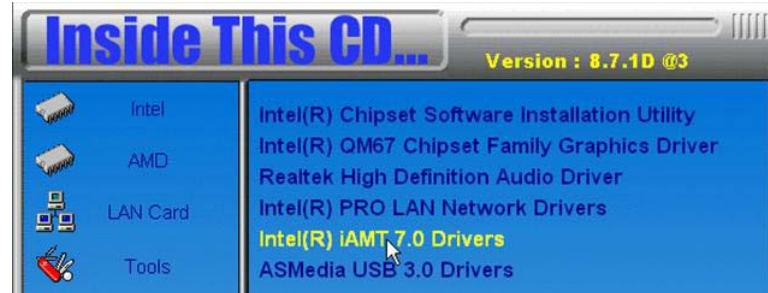 Inside This CD...
Version : 8.7.1D @3
Intel
AMD
LAN Card
Tools
Intel(R) Chipset Software Installation Utility
Intel(R) QM67 Chipset Family Graphics Driver
Realtek High Definition Audio Driver
Intel(R) PRO LAN Network Drivers
Intel(R) iAMT 7.0 Drivers
ASMedia USB 3.0 Drivers